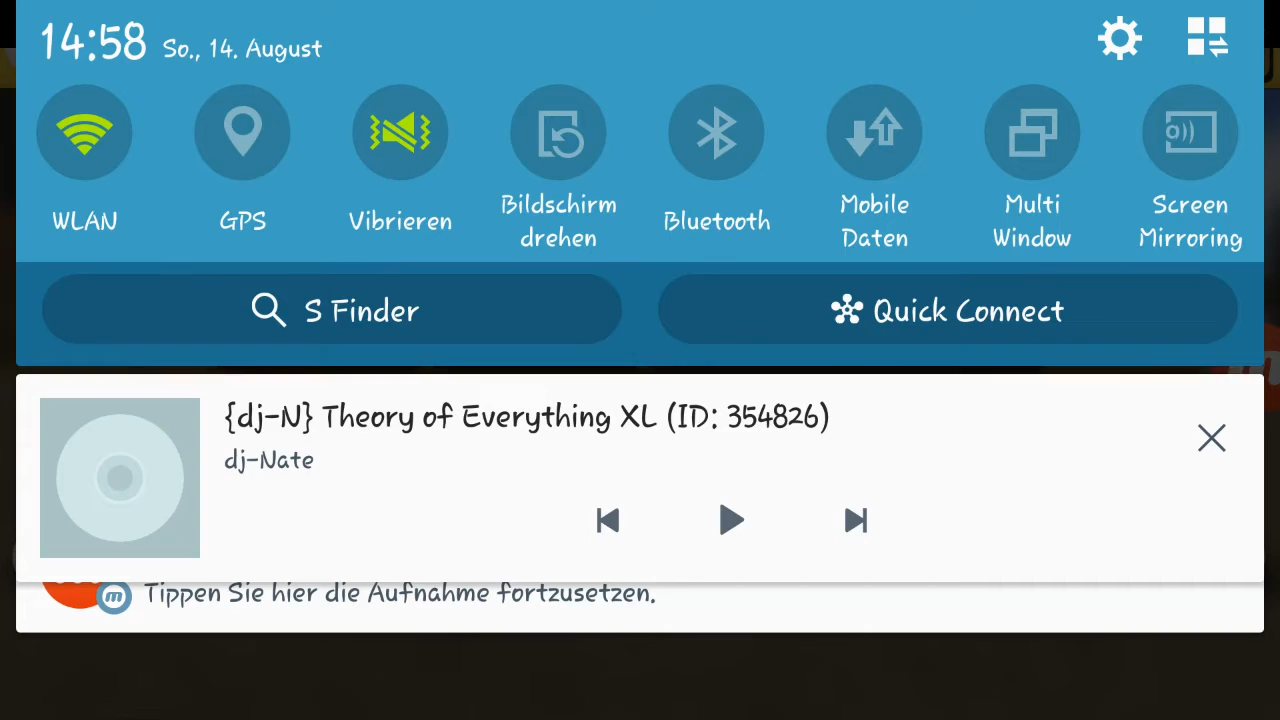 14:58 So., 14. August
WLAN
GPS
Vibrieren
Bildschirm
drehen
Bluetooth
Mobile
Daten
Multi
Window
Screen
Mirroring
S Finder
Quick Connect
{dj-N} Theory of Everything XL (ID: 354826)
dj-Nate
Tippen Sie hier die Aufnahme fortzusetzen.
m